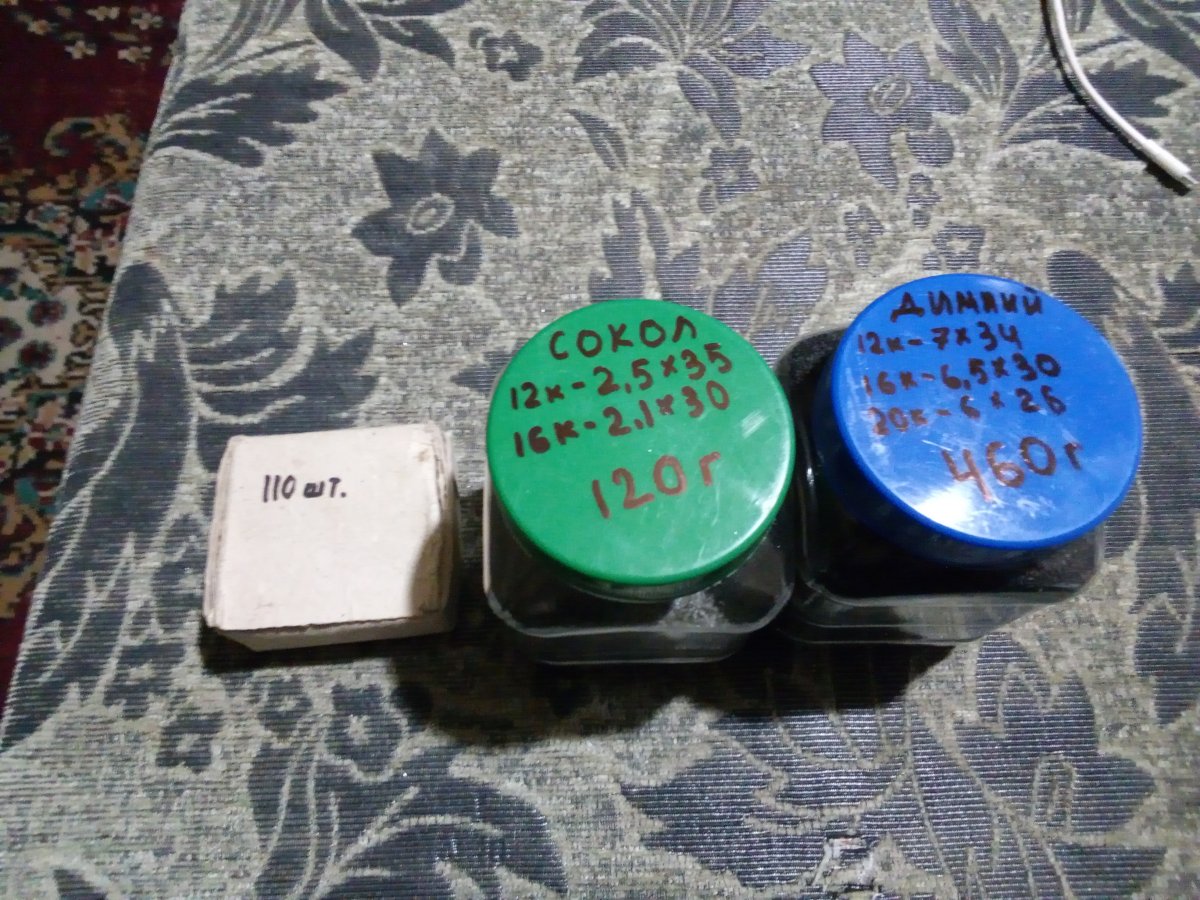 110 шт.
СОКОЛ
12к-2,5×35
16к-2,1×30
120г
ДИМНИЙ
12к-7×34
16к-6,5×30
20к-6×26
460г